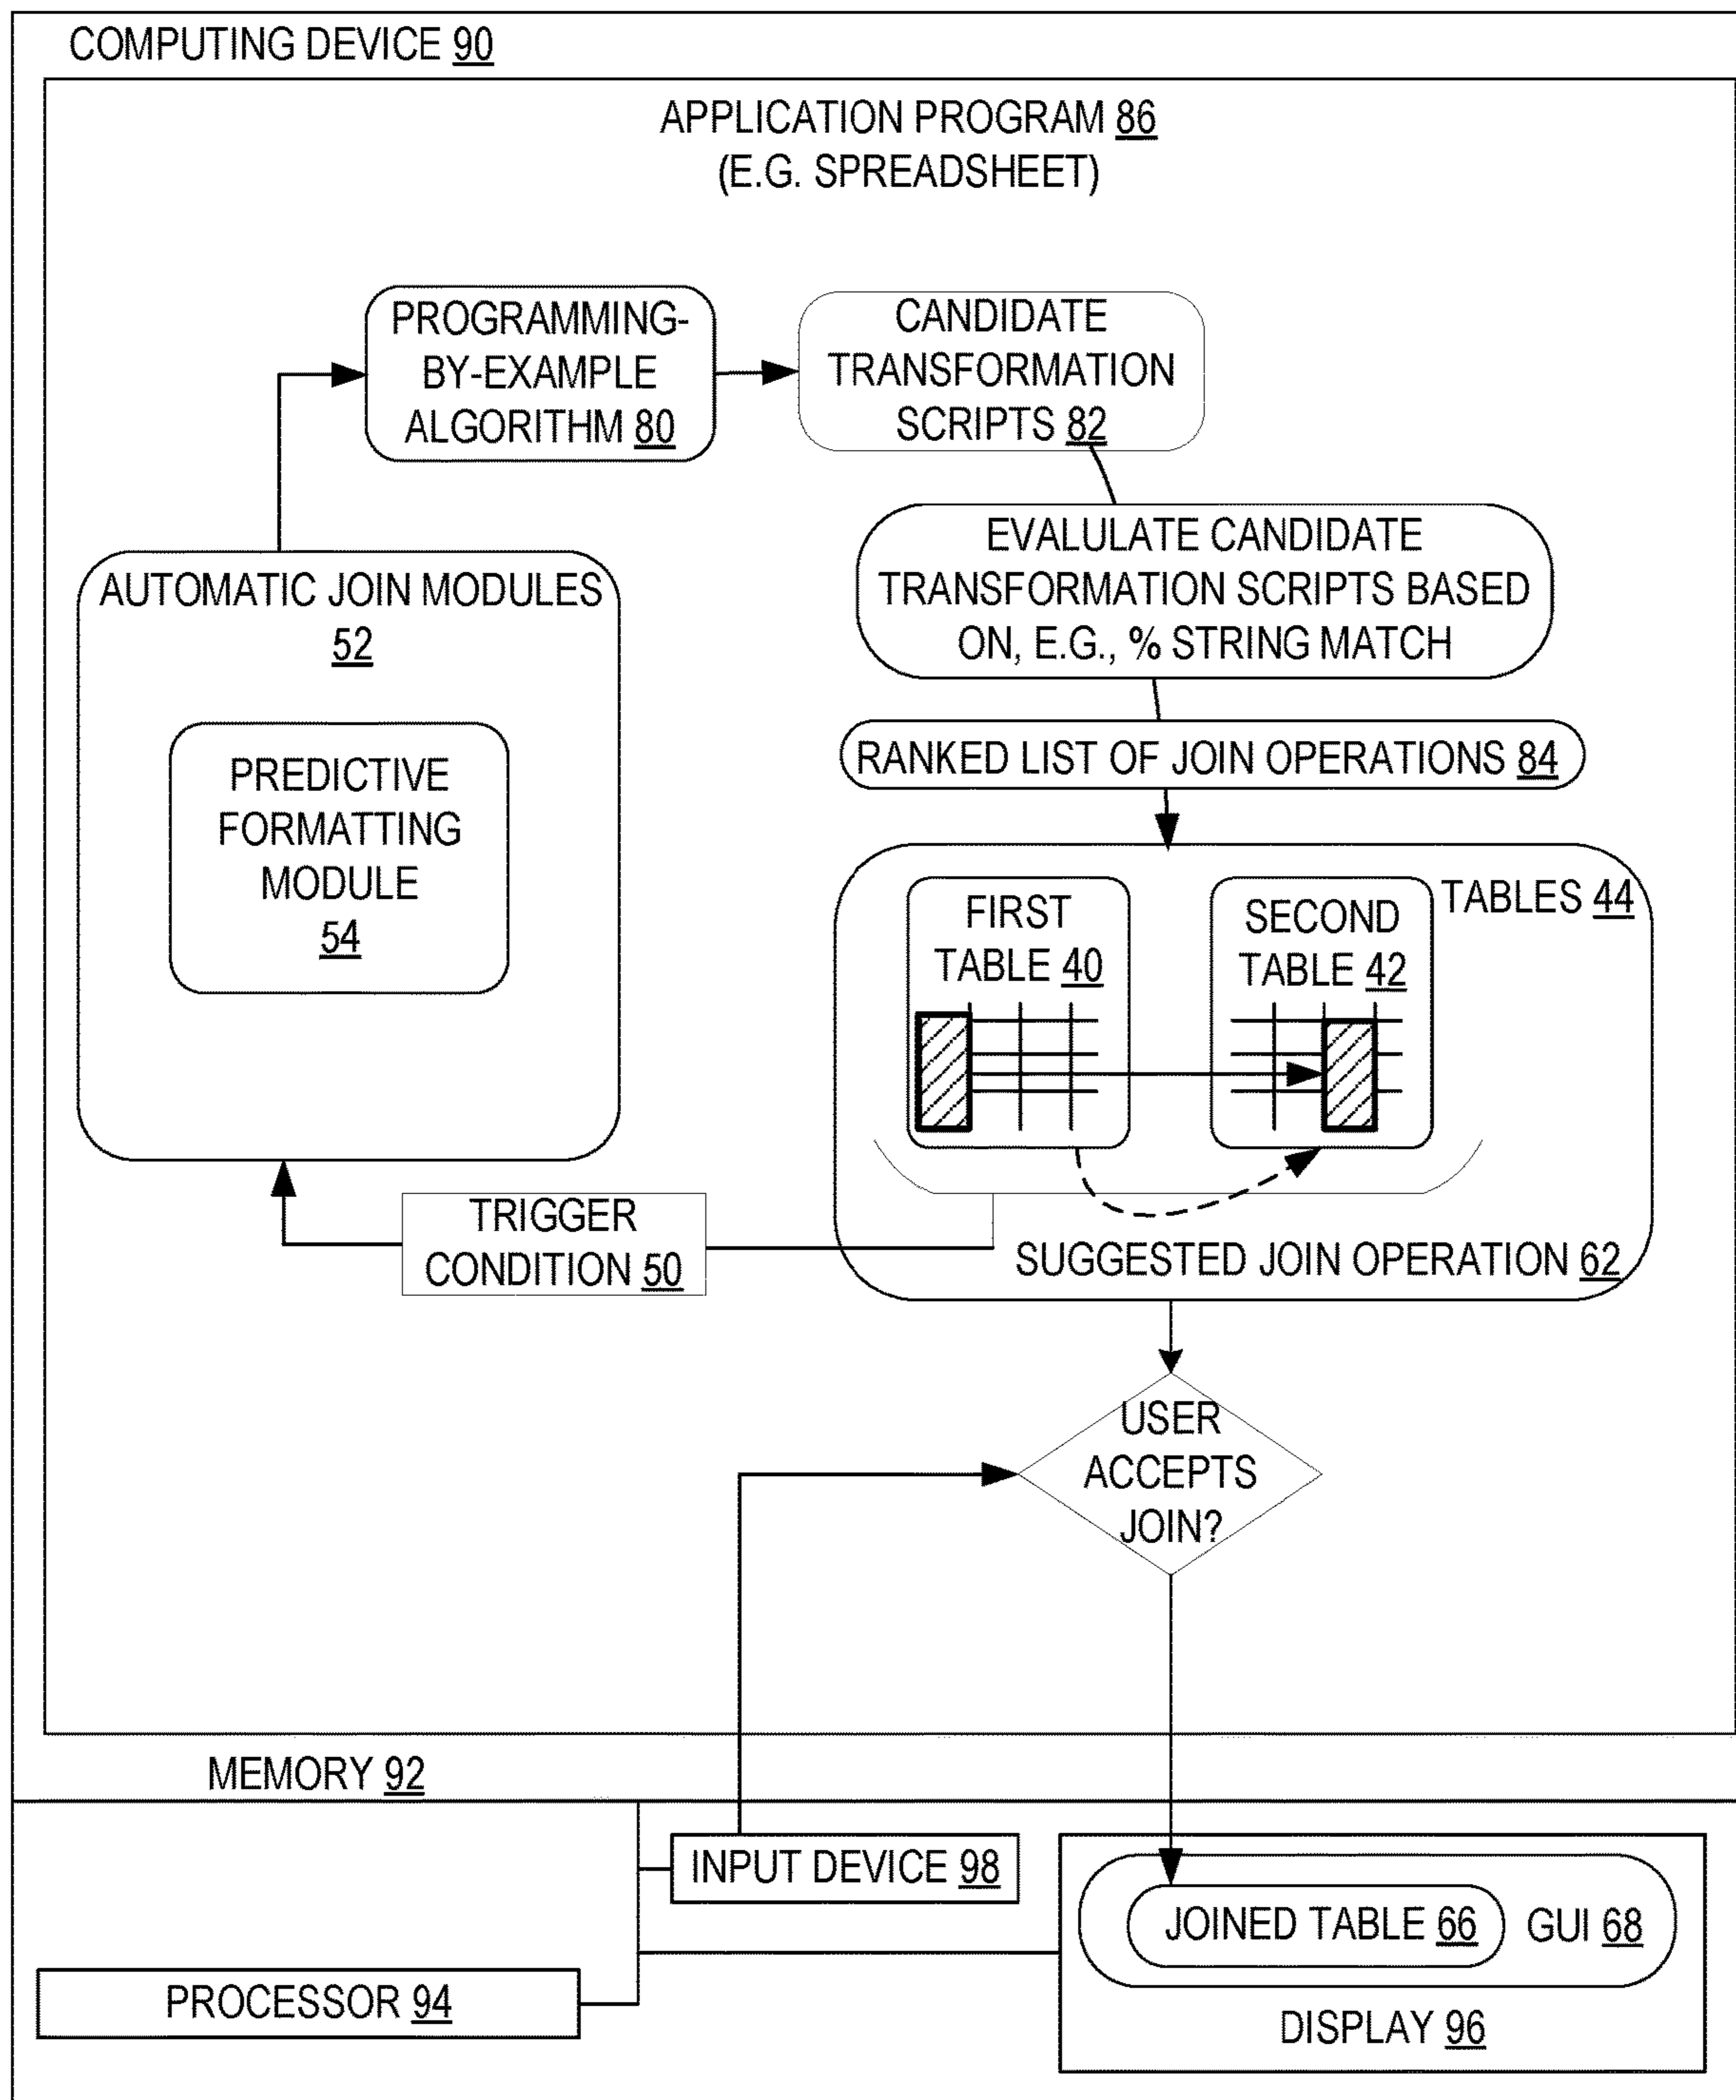 COMPUTING DEVICE 90
APPLICATION PROGRAM 86
(E.G. SPREADSHEET)
PROGRAMMING-
BY-EXAMPLE
ALGORITHM 80
CANDIDATE
TRANSFORMATION
SCRIPTS 82
EVALULATE CANDIDATE
TRANSFORMATION SCRIPTS BASED
ON, E.G., % STRING MATCH
AUTOMATIC JOIN MODULES
52
PREDICTIVE
FORMATTING
MODULE
54
RANKED LIST OF JOIN OPERATIONS 84
TABLES 44
FIRST
TABLE 40
SECOND
TABLE 42
TRIGGER
CONDITION 50
SUGGESTED JOIN OPERATION 62
USER
ACCEPTS
JOIN?
MEMORY 92
INPUT DEVICE 98
JOINED TABLE 66
GUI 68
PROCESSOR 94
DISPLAY 96